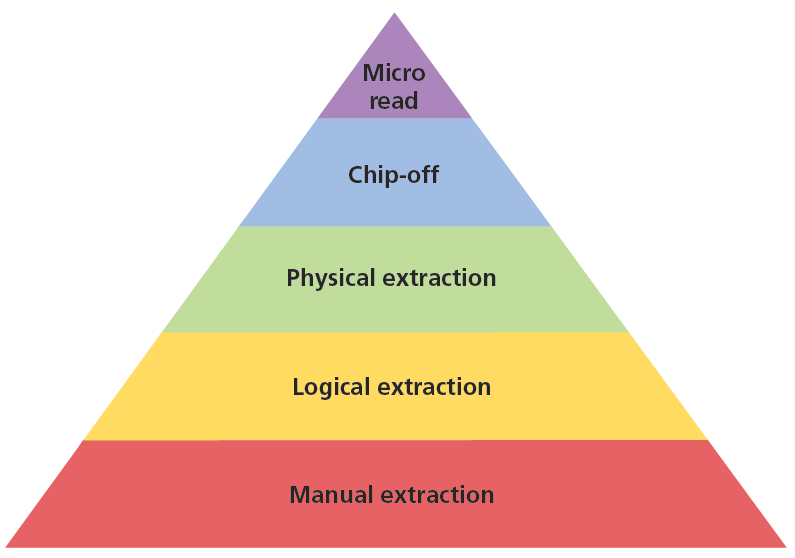 Micro
read
Chip-off
Physical extraction
Logical extraction
Manual extraction